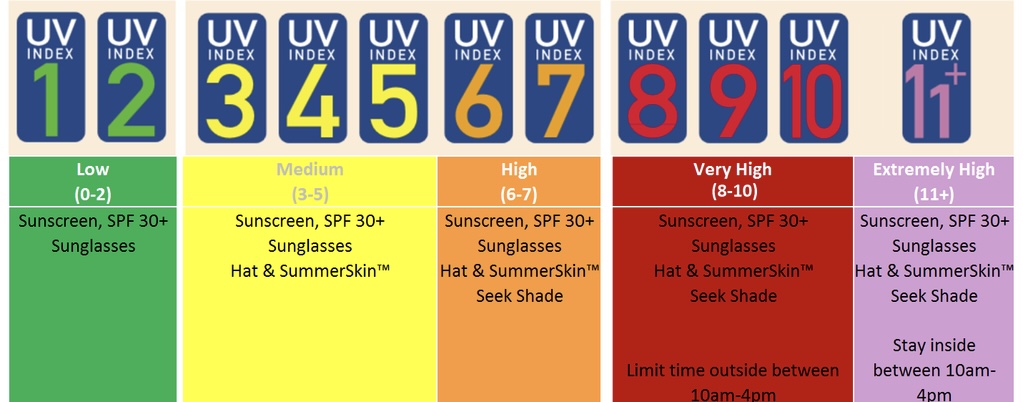 UV INDEX 1
UV INDEX 2
UV INDEX 3
UV INDEX 4
UV INDEX 5
UV INDEX 6
UV INDEX 7
UV INDEX 8
UV INDEX 9
UV INDEX 10
UV INDEX 11+
Low
(0-2)
Sunscreen, SPF 30+
Sunglasses
Medium
(3-5)
Sunscreen, SPF 30+
Sunglasses
Hat & SummerSkin™
High
(6-7)
Sunscreen, SPF 30+
Sunglasses
Hat & SummerSkin™
Seek Shade
Very High
(8-10)
Sunscreen, SPF 30+
Sunglasses
Hat & SummerSkin™
Seek Shade
Limit time outside between
10am-4pm
Extremely High
(11+)
Sunscreen, SPF 30+
Sunglasses
Hat & SummerSkin™
Seek Shade
Stay inside
between 10am-
4pm